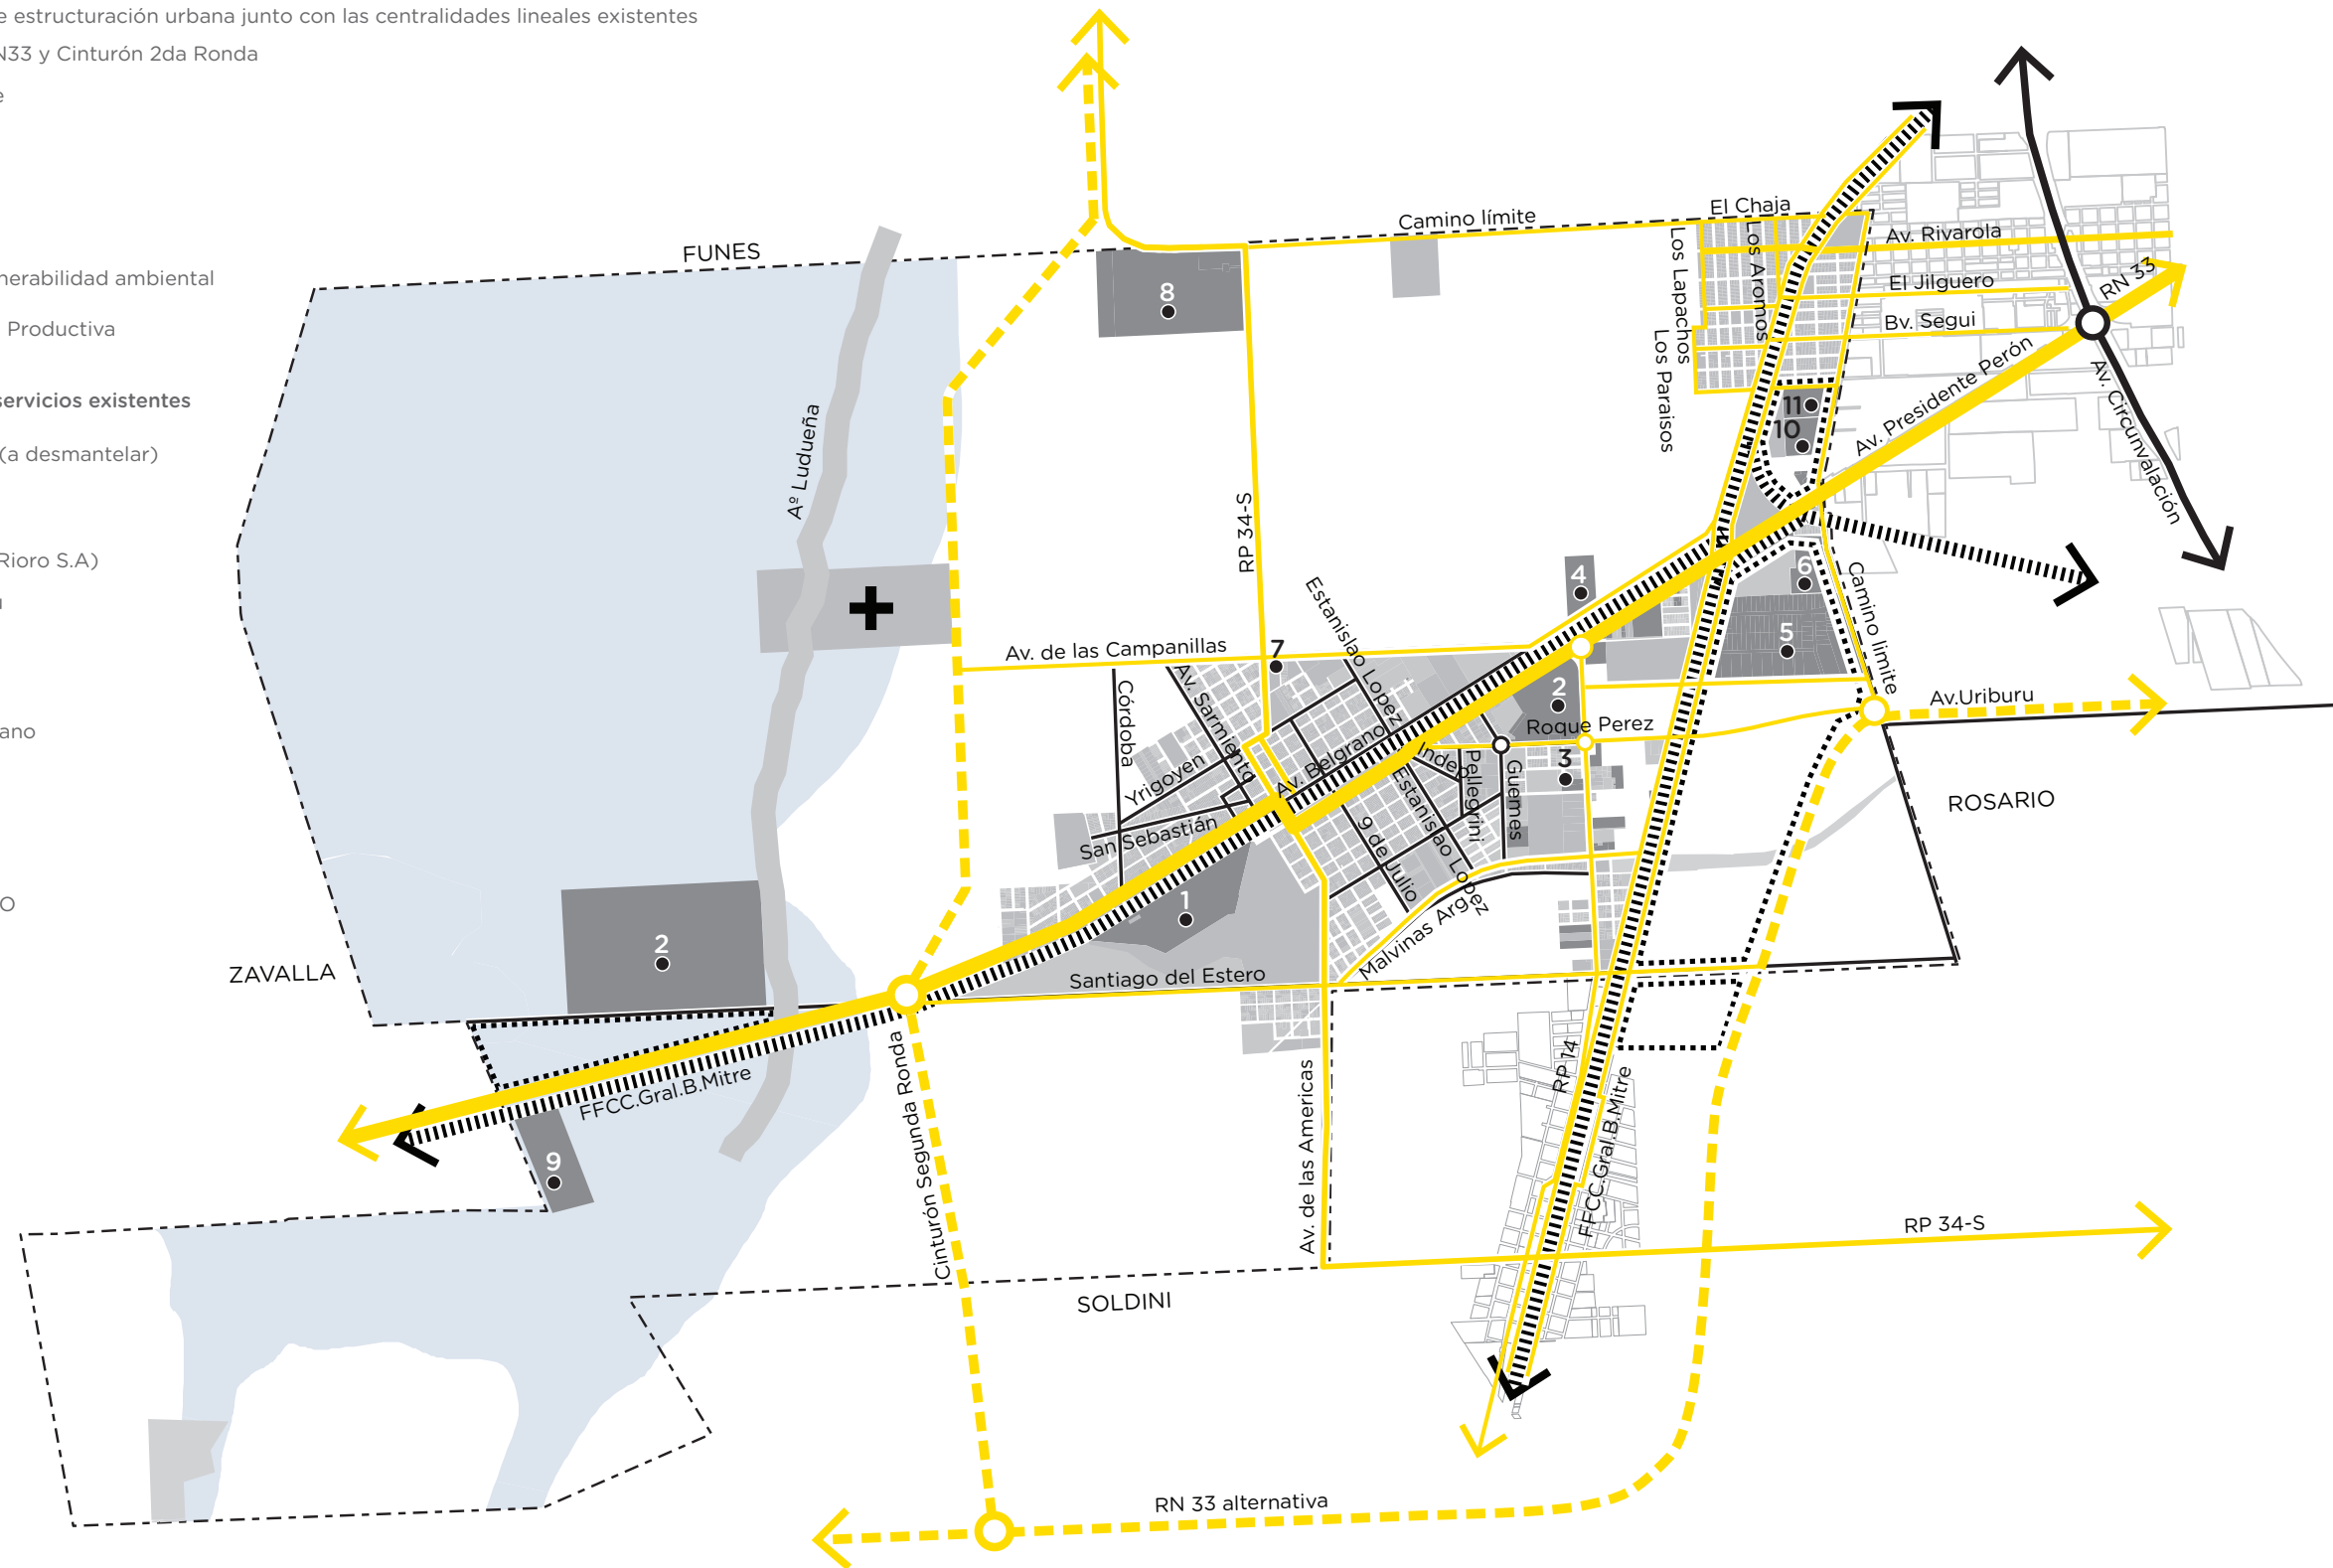 e estructuración urbana junto con las centralidades lineales existentes
N33 y Cinturón 2da Ronda
e
nerabilidad ambiental
Productiva
servicios existentes
(a desmantelar)
Rioro S.A)
ano
O
FUNES
Camino límite
El Chaja
Los Lapachos
Los Aromos
Los Paraisos
Av. Rivarola
El Jilguero
Bv. Segui
RN 33
Av. Presidente Perón
Av. Circunvalación
8
11
10
Aº Ludueña
RP 34-S
4
6
5
Camino limite
Estanislao Lopez
Av. de las Campanillas
7
2
Av.Uriburu
Roque Perez
3
Córdoba
Av. Sarmiento
Yrigoyen
San Sebastián
Av. Belgrano
Indep
Pellegrini
Guemes
Estanislao Lopez
9 de Julio
Malvinas Arg
ROSARIO
1
2
ZAVALLA
Santiago del Estero
FFCC.Gral.B.Mitre
9
Cinturón Segunda Ronda
Av. de las Americas
RP 14
FFCC.Gral.B.Mitre
RP 34-S
SOLDINI
RN 33 alternativa